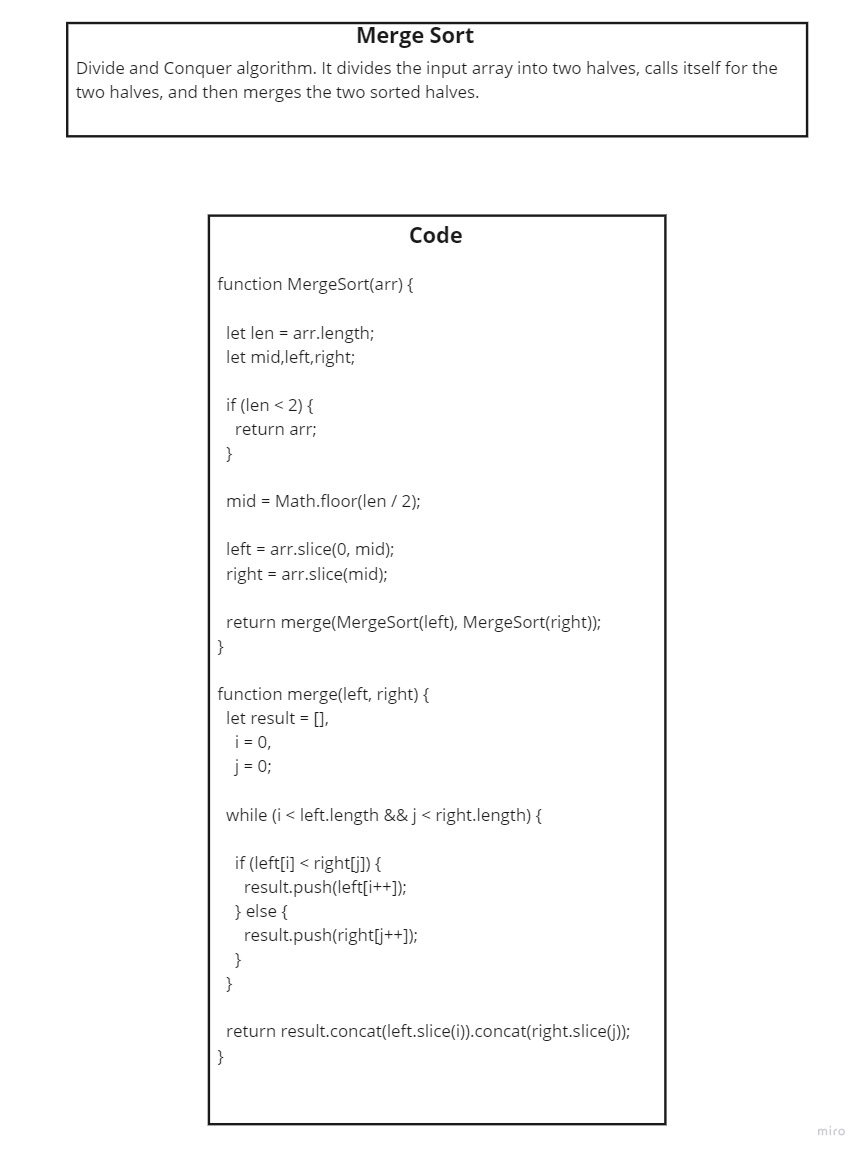 Merge Sort
Divide and Conquer algorithm. It divides the input array into two halves, calls itself for the
two halves, and then merges the two sorted halves.
Code
function MergeSort(arr) {
let len = arr.length;
let mid,left,right;
if (len < 2) {
return arr;
}
mid = Math.floor(len / 2);
left = arr.slice(0, mid);
right = arr.slice(mid);
return merge(MergeSort(left), MergeSort(right));
}
function merge(left, right) {
let result = [],
i = 0,
j = 0;
while (i < left.length && j < right.length) {
if (left[i] < right[j]) {
result.push(left[i++]);
} else {
result.push(right[j++]);
}
}
return result.concat(left.slice(i)).concat(right.slice(j));
}
miro